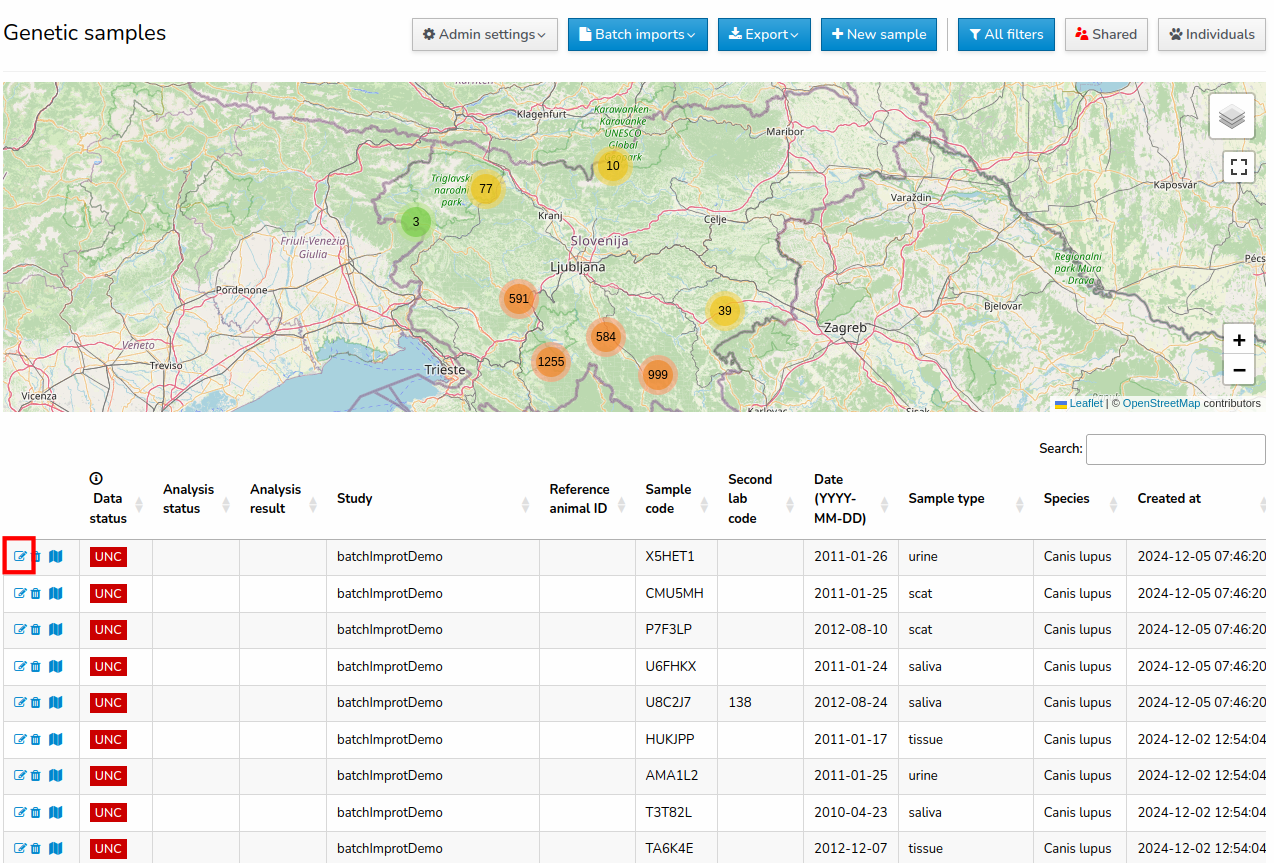 Genetic samples
Admin settings
Batch imports
Export
New sample
All filters
Shared
Individuals
Klagenfurt
Karawanken-
Karavanke
UNESCO
Global
park
Maribor
10
Triglavski
narodni
park
77
Kaposvár
Varaždin
3
Kranj
Celje
Friuli-Venezia
Giulia
Slovenija
Ljubljana
Regionalni
park Mura
Drava
Pécs
Pordenone
591
39
Bjelovar
584
Zagreb
Veneto
Treviso
1255
Trieste
999
Vicenza
Karlovac
Sisak
+
−
Leaflet | © OpenStreetMap contributors
Search:
Data status
Analysis status
Analysis result
Study
Reference animal ID
Sample code
Second lab code
Date (YYYY-MM-DD)
Sample type
Species
Created at
UNC batchImprotDemo X5HET1 2011-01-26 urine Canis lupus 2024-12-05 07:46:20
UNC batchImprotDemo CMU5MH 2011-01-25 scat Canis lupus 2024-12-05 07:46:20
UNC batchImprotDemo P7F3LP 2012-08-10 scat Canis lupus 2024-12-05 07:46:20
UNC batchImprotDemo U6FHKX 2011-01-24 saliva Canis lupus 2024-12-05 07:46:20
UNC batchImprotDemo U8C2J7 138 2012-08-24 saliva Canis lupus 2024-12-05 07:46:20
UNC batchImprotDemo HUKJPP 2011-01-17 tissue Canis lupus 2024-12-02 12:54:04
UNC batchImprotDemo AMA1L2 2011-01-25 urine Canis lupus 2024-12-02 12:54:04
UNC batchImprotDemo T3T82L 2010-04-23 saliva Canis lupus 2024-12-02 12:54:04
UNC batchImprotDemo TA6K4E 2012-12-07 tissue Canis lupus 2024-12-02 12:54:04